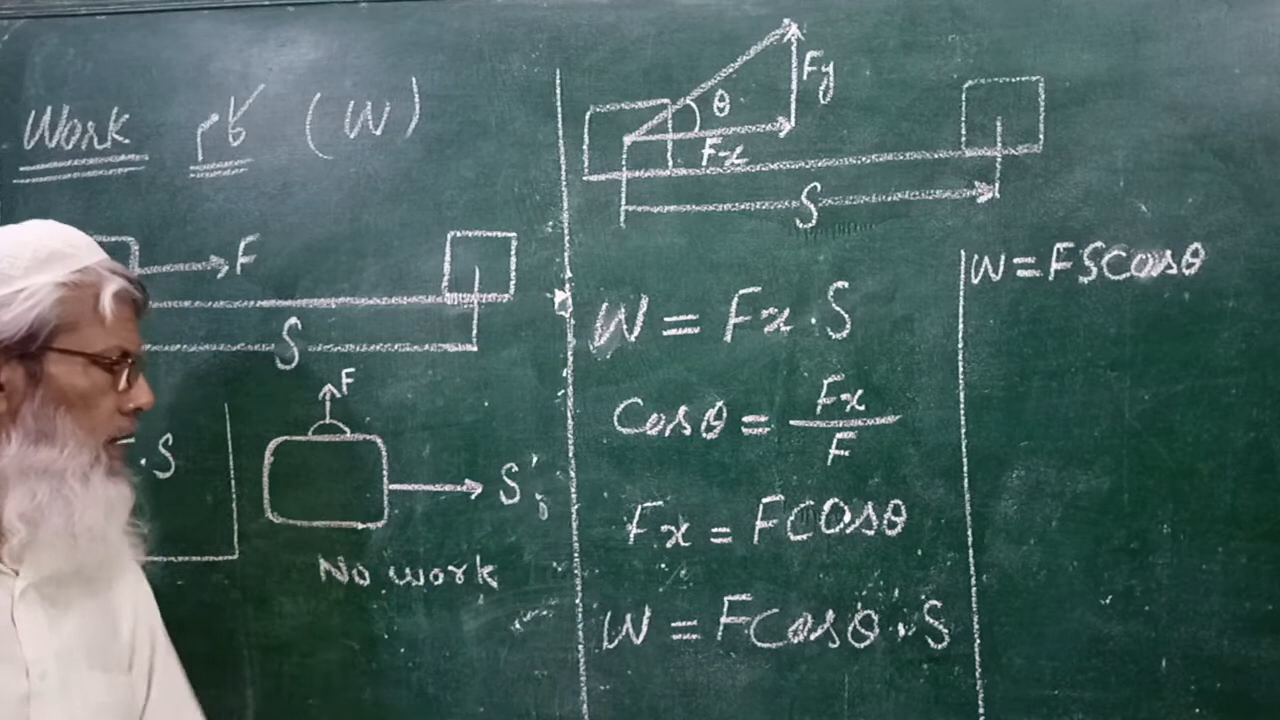 Work کام (W)
F
S
.S
F
S
No work
θ
Fy
Fx
S
W = Fx . S
Cosθ = Fx / F
Fx = FCosθ
W = FCosθ . S
W = FSCosθ